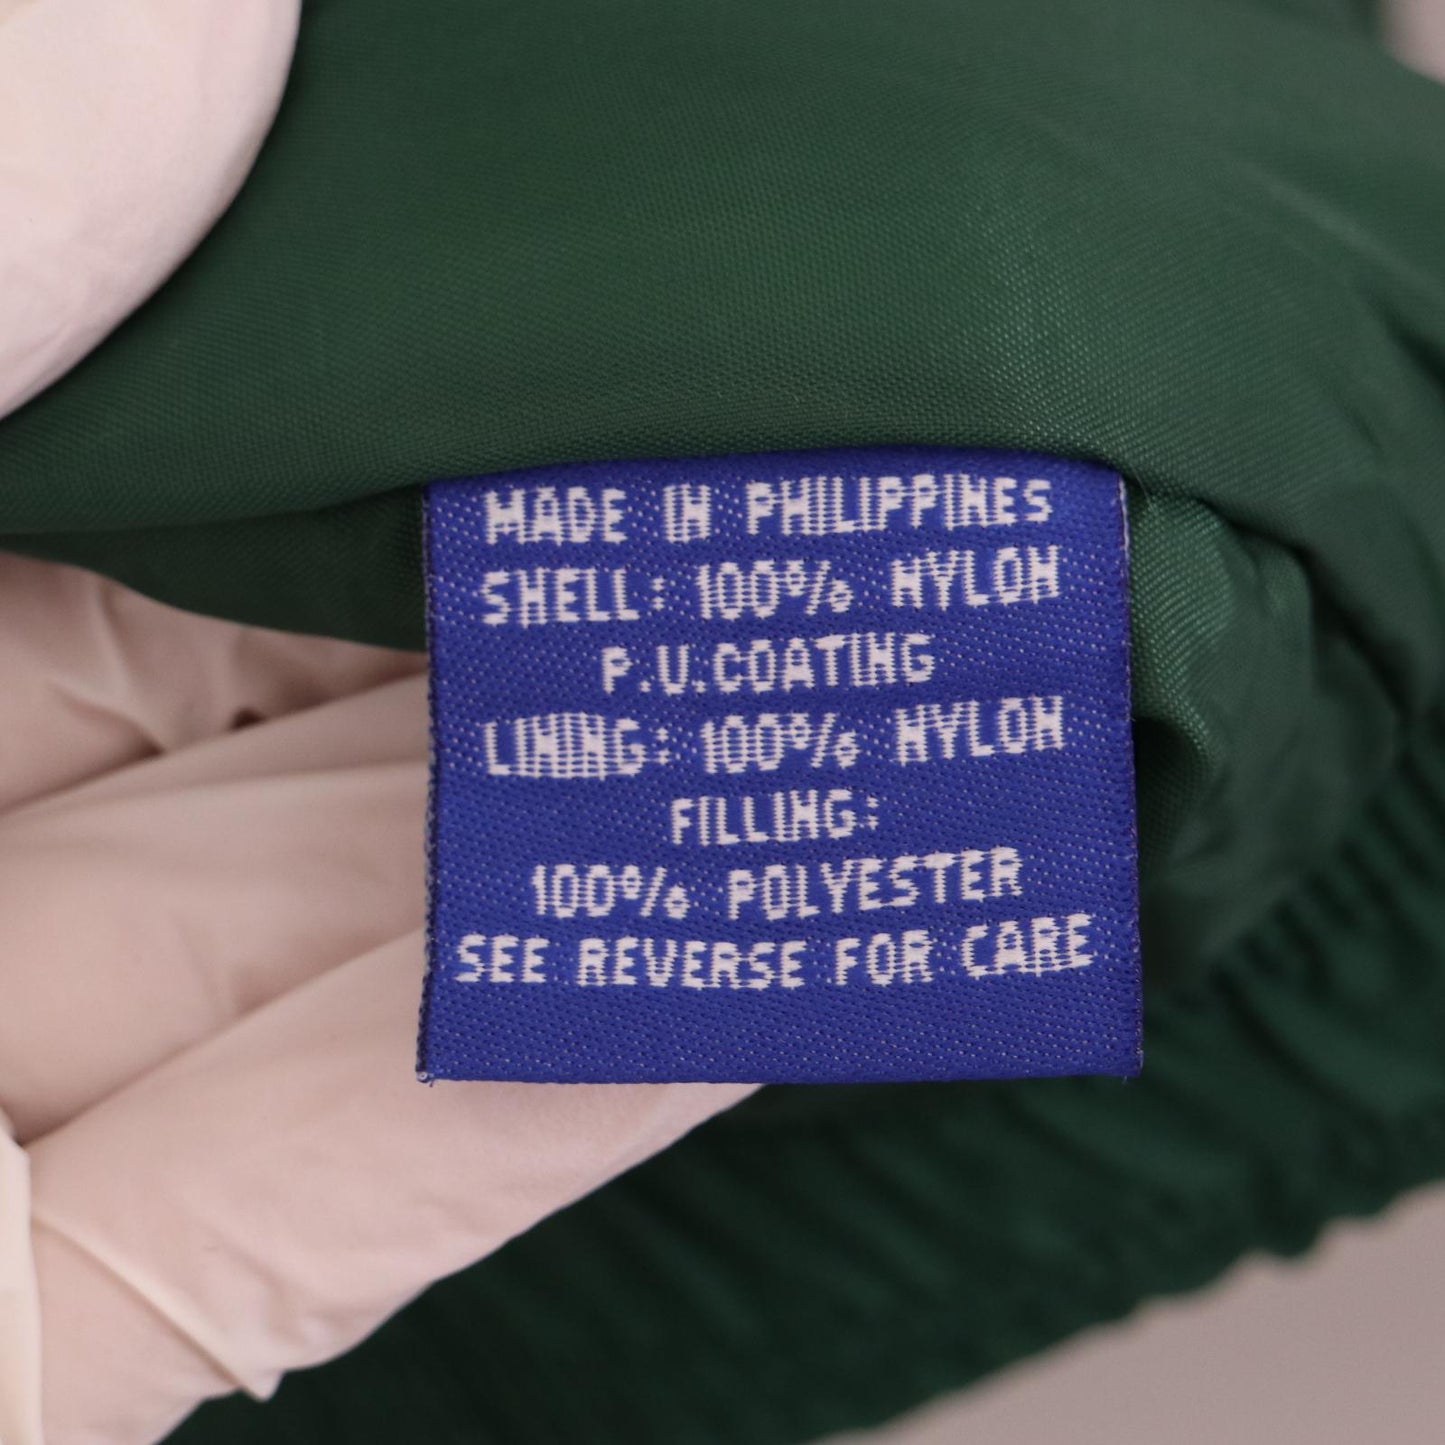 MADE IN PHILIPPINES
SHELL: 100% NYLON
P.U.COATING
LINING: 100% NYLON
FILLING:
100% POLYESTER
SEE REVERSE FOR CARE